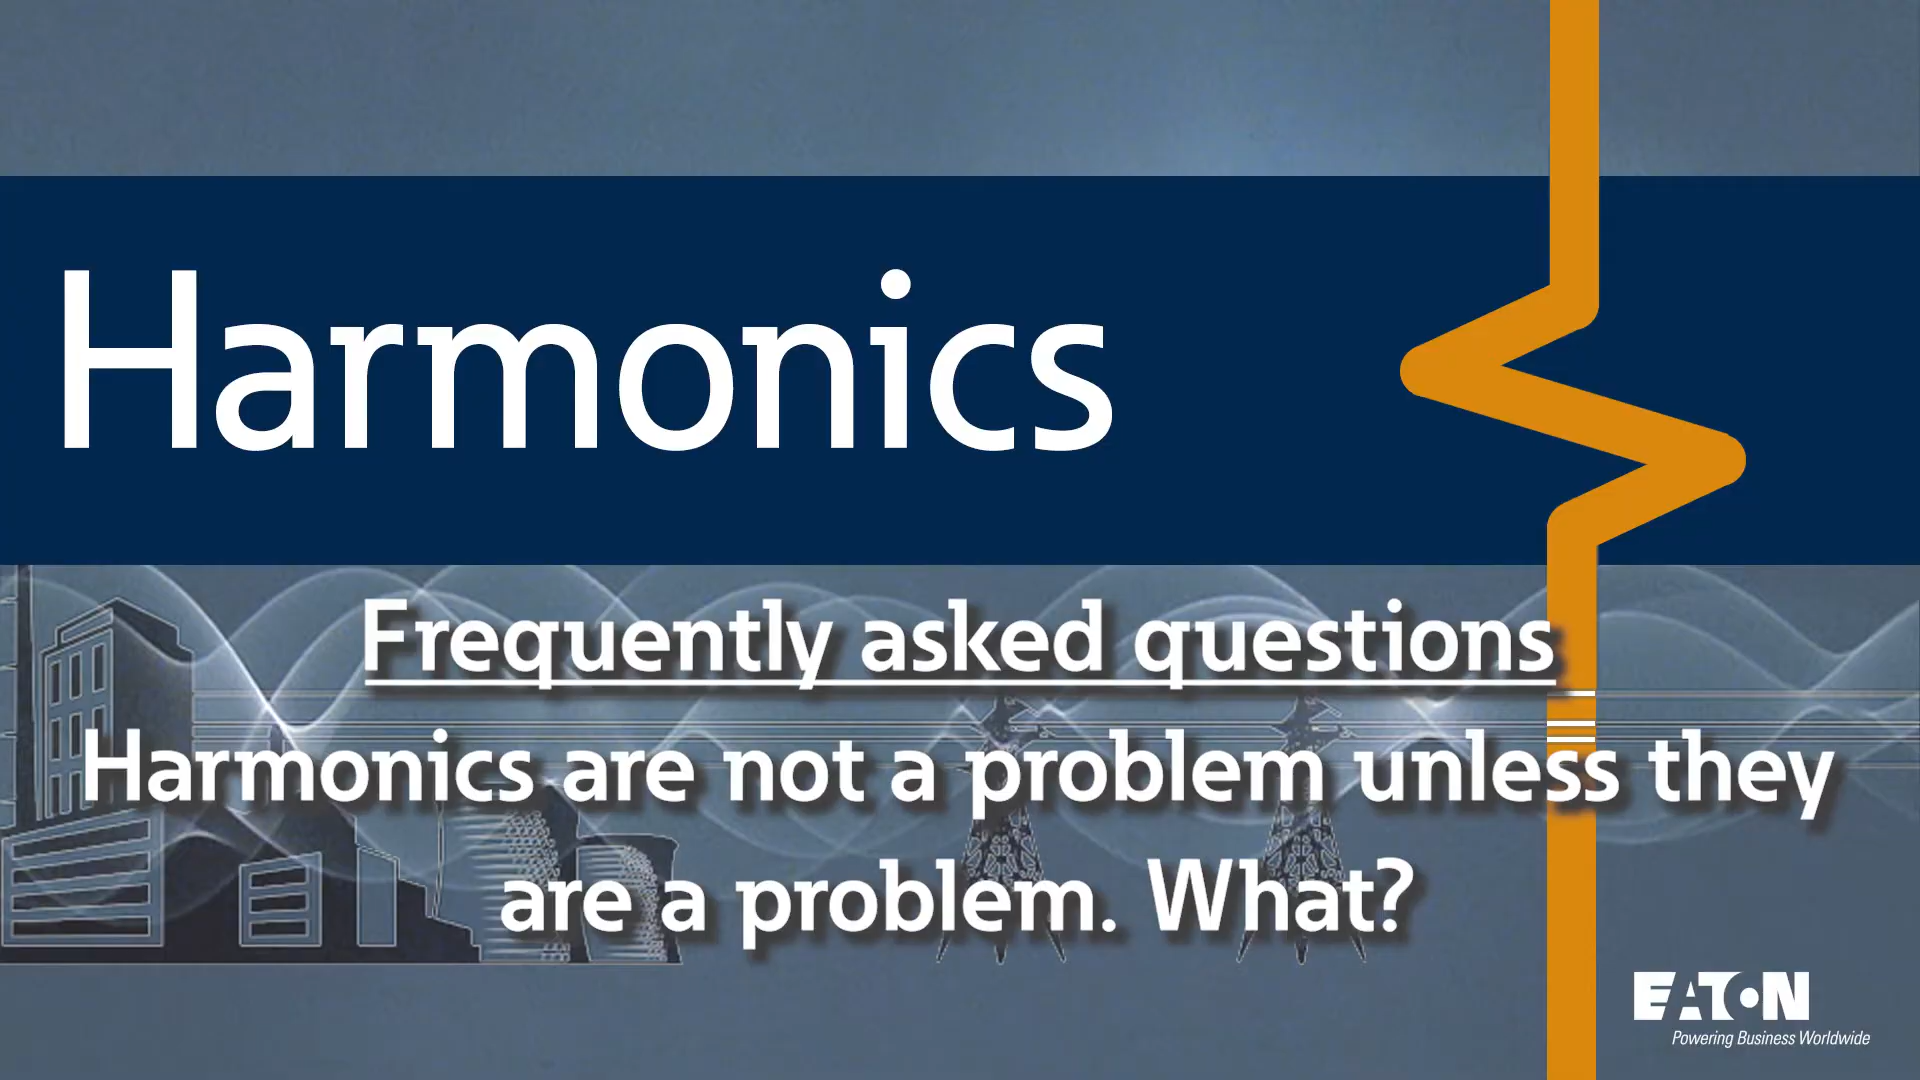 Harmonics
Frequently asked questions
Harmonics are not a problem unless they
are a problem. What?
EATON
Powering Business Worldwide